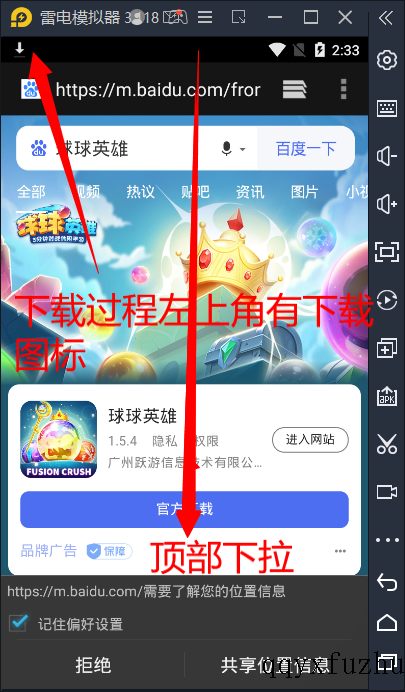 雷电模拟器
2:33
https://m.baidu.com/fror
球球英雄
百度一下
全部 视频 热议 贴吧 资讯 图片 小视
球球英雄
下载过程左上角有下载
图标
球球英雄
1.5.4 隐私 权限
进入网站
广州跃游信息技术有限公...
FUSION CRUSH
官方下载
品牌广告 保障
顶部下拉
https://m.baidu.com/需要了解您的位置信息
记住偏好设置
拒绝 共享位置信息
qqyxfuzhu